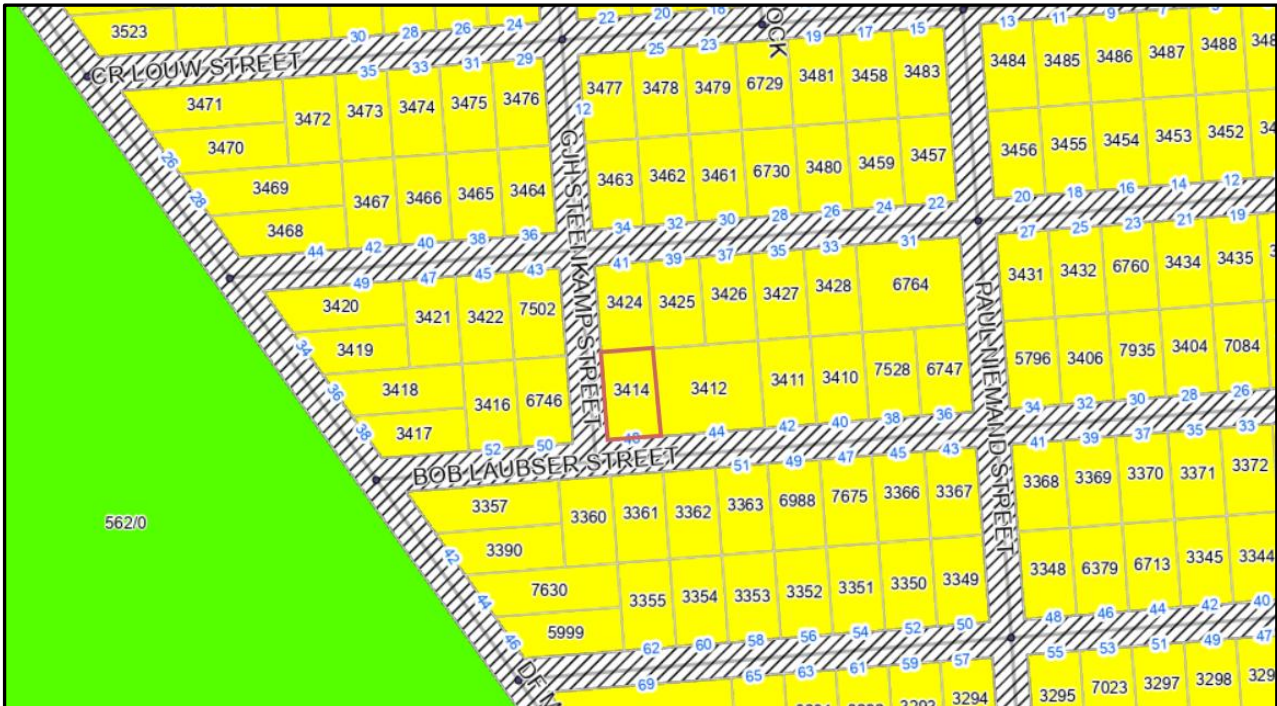 3523
30 28 26 24
22 20 18
OCK
13 11 9 7
CR LOUW STREET
35 33 31 29
25 23 19 17 15
3471 3472 3473 3474 3475 3476
3477 3478 3479 6729 3481 3458 3483
3484 3485 3486 3487 3488
12
3470
26
3463 3462 3461 6730 3480 3459 3457
3456 3455 3454 3453 3452
GJH STEENKAMP STREET
28
3469 3467 3466 3465 3464
3468
44 42 40 38 36
34 32 30 28 26 24 22
20 18 16 14 12
49 47 45 43
41 39 37 35 33 31
27 25 23 21 19
3420 3421 3422 7502
3424 3425 3426 3427 3428 6764
3431 3432 6760 3434 3435
PAUL NIEMAND STREET
34
3419
36
3418 3416 6746
3414 3412 3411 3410 7528 6747
5796 3406 7935 3404 7084
38
3417
52 50
48 44 42 40 38 36
34 32 30 28 26
BOB LAUBSER STREET
51 49 47 45 43
41 39 37 35 33
3357 3360 3361 3362 3363 6988 7675 3366 3367
3368 3369 3370 3371 3372
562/0
42
3390
44
7630 3355 3354 3353 3352 3351 3350 3349
3348 6379 6713 3345 3344
46
5999
62 60 58 56 54 52 50
48 46 44 42 40
69 65 63 61 59 57
55 53 51 49 47
3294
3295 7023 3297 3298